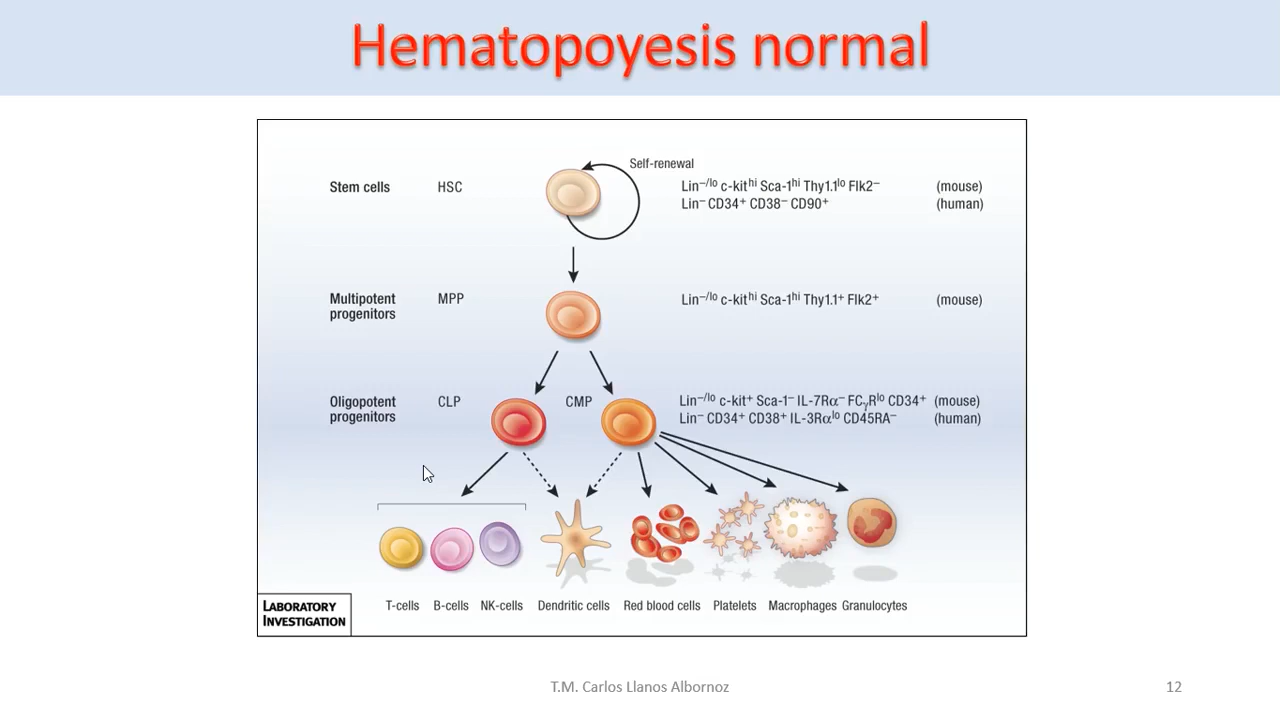 Hematopoyesis normal
Self-renewal
Stem cells HSC Lin⁻/ˡᵒ c-kitʰⁱ Sca-1ʰⁱ Thy1.1ˡᵒ Flk2⁻ (mouse)
Lin⁻ CD34⁺ CD38⁻ CD90⁺ (human)
Multipotent MPP Lin⁻/ˡᵒ c-kitʰⁱ Sca-1ʰⁱ Thy1.1⁺ Flk2⁺ (mouse)
progenitors
Oligopotent CLP CMP Lin⁻/ˡᵒ c-kit⁺ Sca-1⁻ IL-7Rα⁻ FCᵧRˡᵒ CD34⁺ (mouse)
progenitors Lin⁻ CD34⁺ CD38⁺ IL-3Rαˡᵒ CD45RA⁻ (human)
T-cells B-cells NK-cells Dendritic cells Red blood cells Platelets Macrophages Granulocytes
LABORATORY
INVESTIGATION
T.M. Carlos Llanos Albornoz 12